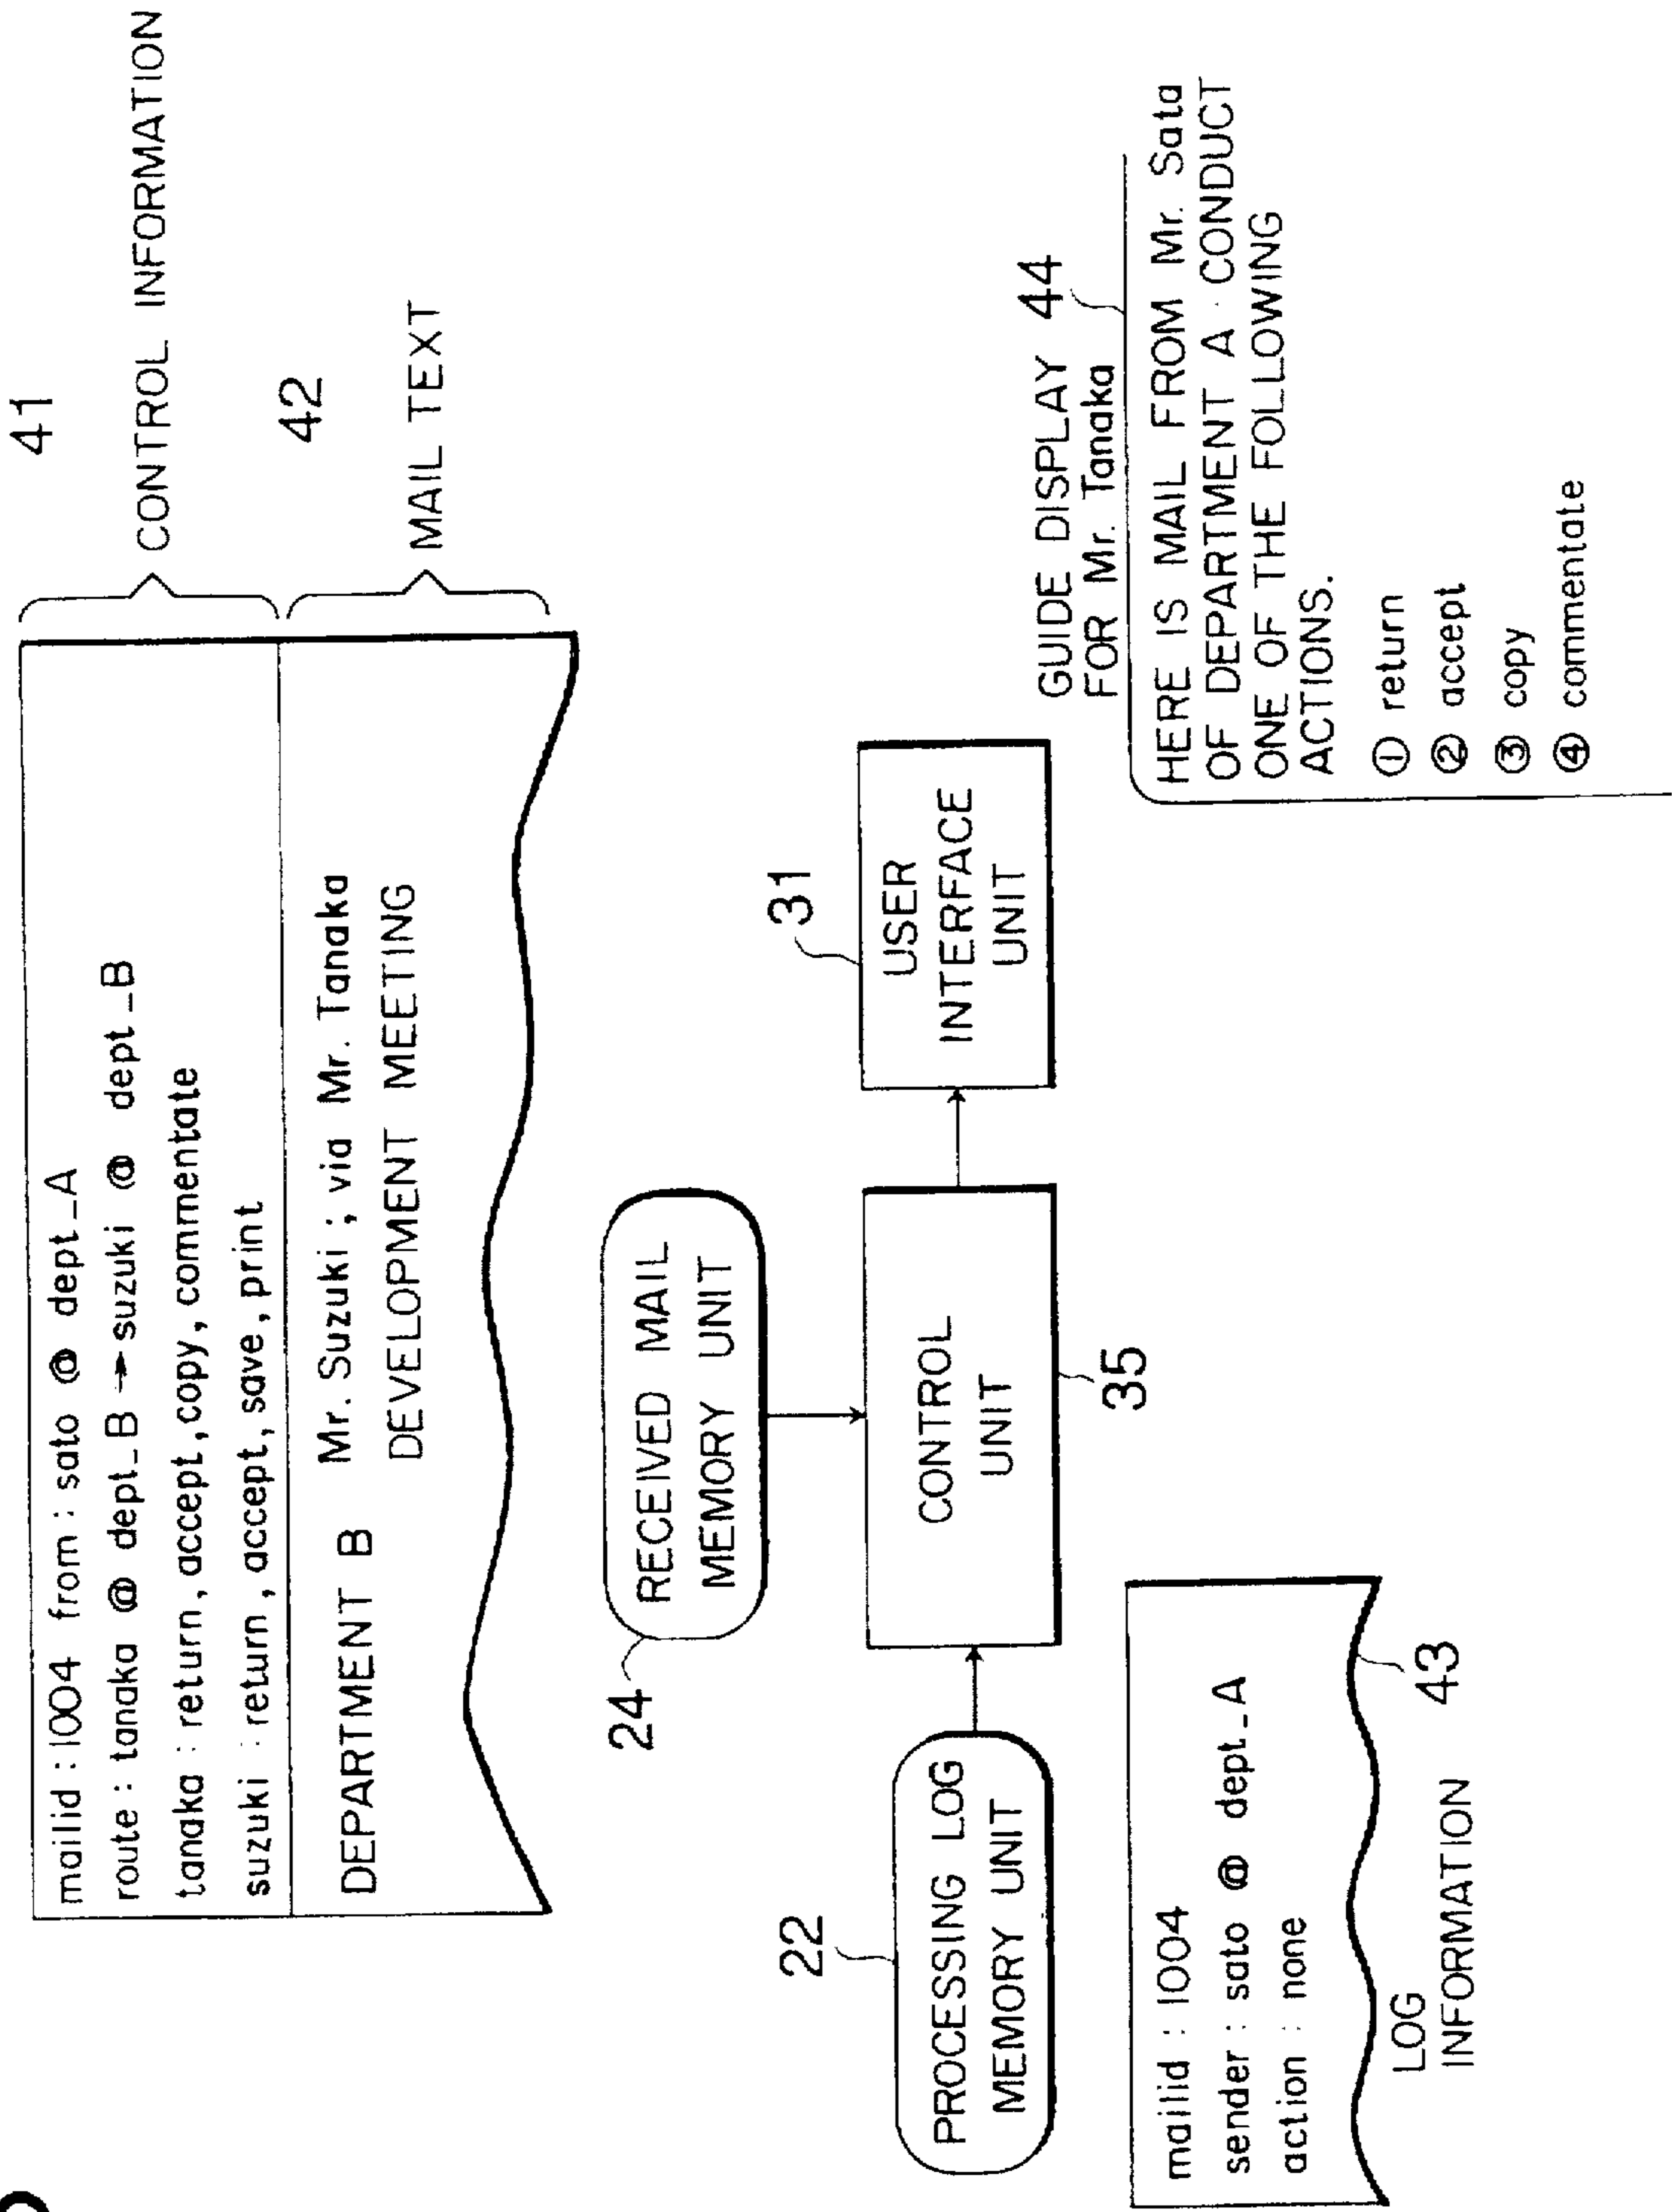 41
mailid : 1004 from : sato @ dept_A
route : tanaka @ dept_B → suzuki @ dept_B
tanaka : return, accept, copy, commentate
suzuki : return, accept, save, print
CONTROL INFORMATION
42
DEPARTMENT B Mr. Suzuki ; via Mr. Tanaka
DEVELOPMENT MEETING
MAIL TEXT
24
RECEIVED MAIL
MEMORY UNIT
22
PROCESSING LOG
MEMORY UNIT
CONTROL
UNIT
35
31
USER
INTERFACE
UNIT
mailid : 1004
sender : sato @ dept_A
action : none
43
LOG
INFORMATION
GUIDE DISPLAY 44
FOR Mr. Tanaka
HERE IS MAIL FROM Mr. Sata
OF DEPARTMENT A · CONDUCT
ONE OF THE FOLLOWING
ACTIONS.
① return
② accept
③ copy
④ commentate